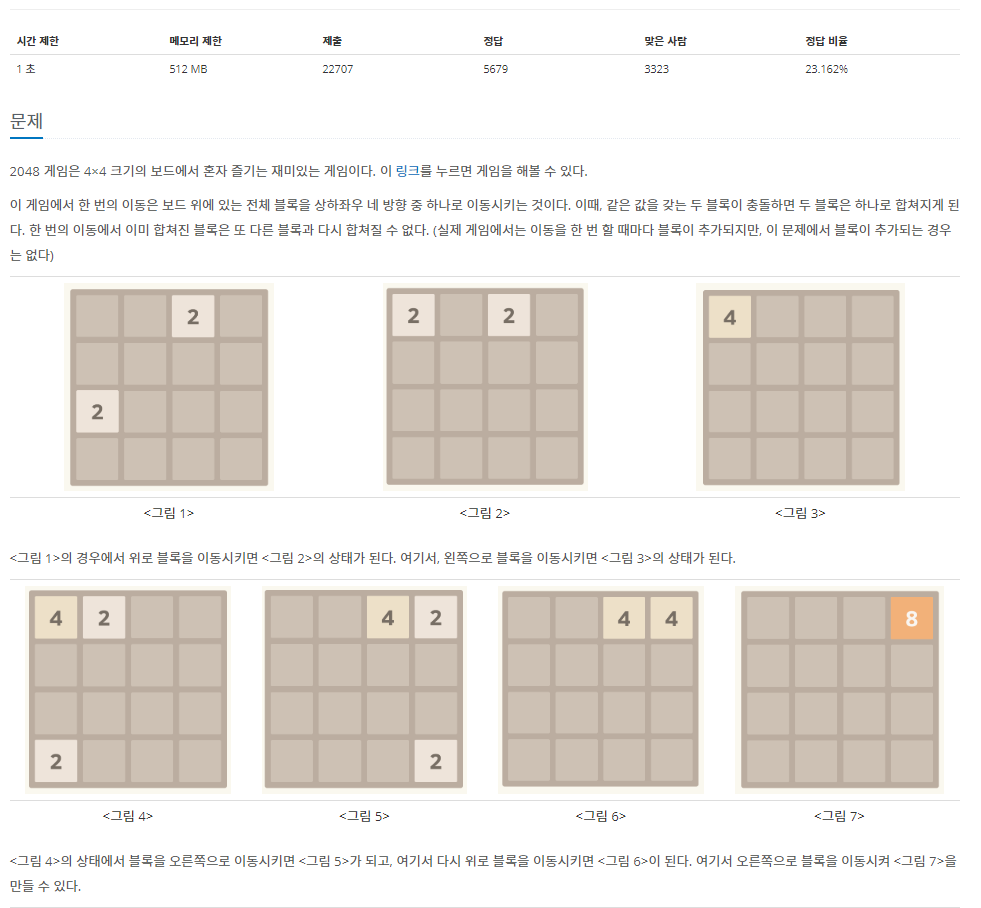 시간 제한 메모리 제한 제출 정답 맞은 사람 정답 비율
1 초 512 MB 22707 5679 3323 23.162%
문제
2048 게임은 4×4 크기의 보드에서 혼자 즐기는 재미있는 게임이다. 이 링크를 누르면 게임을 해볼 수 있다.
이 게임에서 한 번의 이동은 보드 위에 있는 전체 블록을 상하좌우 네 방향 중 하나로 이동시키는 것이다. 이때, 같은 값을 갖는 두 블록이 충돌하면 두 블록은 하나로 합쳐지게 된
다. 한 번의 이동에서 이미 합쳐진 블록은 또 다른 블록과 다시 합쳐질 수 없다. (실제 게임에서는 이동을 한 번 할 때마다 블록이 추가되지만, 이 문제에서 블록이 추가되는 경우
는 없다)
2 2 2 4
2
<그림 1> <그림 2> <그림 3>
<그림 1>의 경우에서 위로 블록을 이동시키면 <그림 2>의 상태가 된다. 여기서, 왼쪽으로 블록을 이동시키면 <그림 3>의 상태가 된다.
4 2 4 2 4 4 8
2 2
<그림 4> <그림 5> <그림 6> <그림 7>
<그림 4>의 상태에서 블록을 오른쪽으로 이동시키면 <그림 5>가 되고, 여기서 다시 위로 블록을 이동시키면 <그림 6>이 된다. 여기서 오른쪽으로 블록을 이동시켜 <그림 7>을
만들 수 있다.